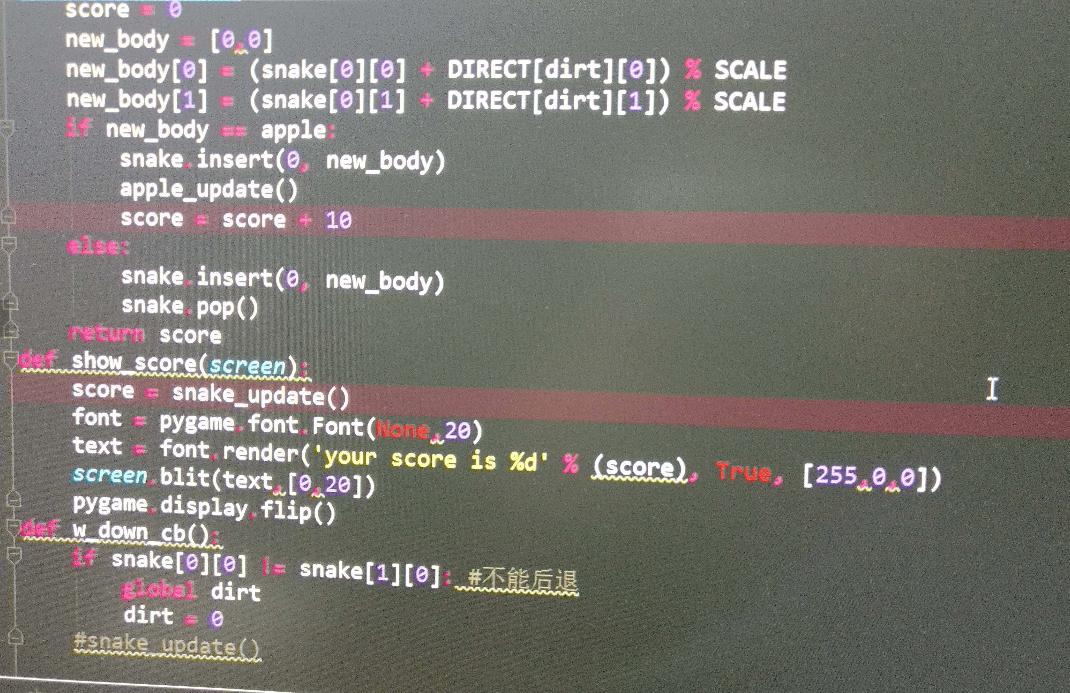 score = 0
new_body = [0,0]
new_body[0] = (snake[0][0] + DIRECT[dirt][0]) % SCALE
new_body[1] = (snake[0][1] + DIRECT[dirt][1]) % SCALE
if new_body == apple:
snake.insert(0, new_body)
apple_update()
score = score + 10
else:
snake.insert(0, new_body)
snake.pop()
return score
def show_score(screen):
score = snake_update()
font = pygame.font.Font(None,20)
text = font.render('your score is %d' % (score), True, [255,0,0])
screen.blit(text,[0,20])
pygame.display.flip()
def w_down_cb():
if snake[0][0] != snake[1][0]: #不能后退
global dirt
dirt = 0
#snake_update()